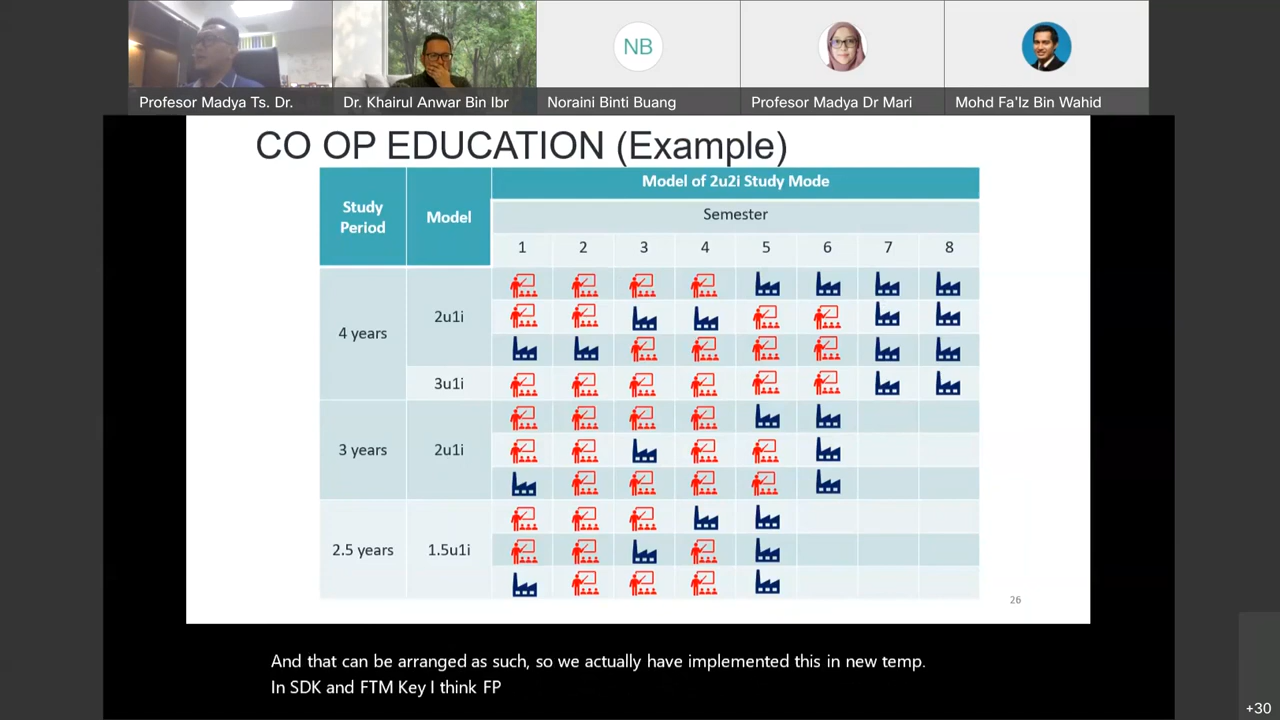 NB
Profesor Madya Ts. Dr.
Dr. Khairul Anwar Bin Ibr
Noraini Binti Buang
Profesor Madya Dr Mari
Mohd Fa'Iz Bin Wahid
CO OP EDUCATION (Example)
Study Period
Model
Model of 2u2i Study Mode
Semester
1 2 3 4 5 6 7 8
4 years
2u1i
3u1i
3 years
2u1i
2.5 years
1.5u1i
26
And that can be arranged as such, so we actually have implemented this in new temp.
In SDK and FTM Key I think FP
+30